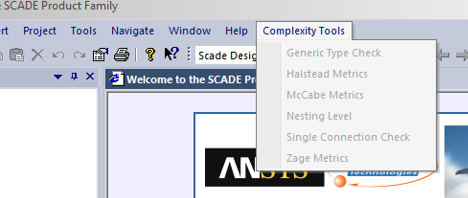 SCADE Product Family
rt Project Tools Navigate Window Help Complexity Tools
Scade Desig
Generic Type Check
Halstead Metrics
McCabe Metrics
Nesting Level
Single Connection Check
Zage Metrics
Welcome to the SCADE Pr
ANSYS
Technologies